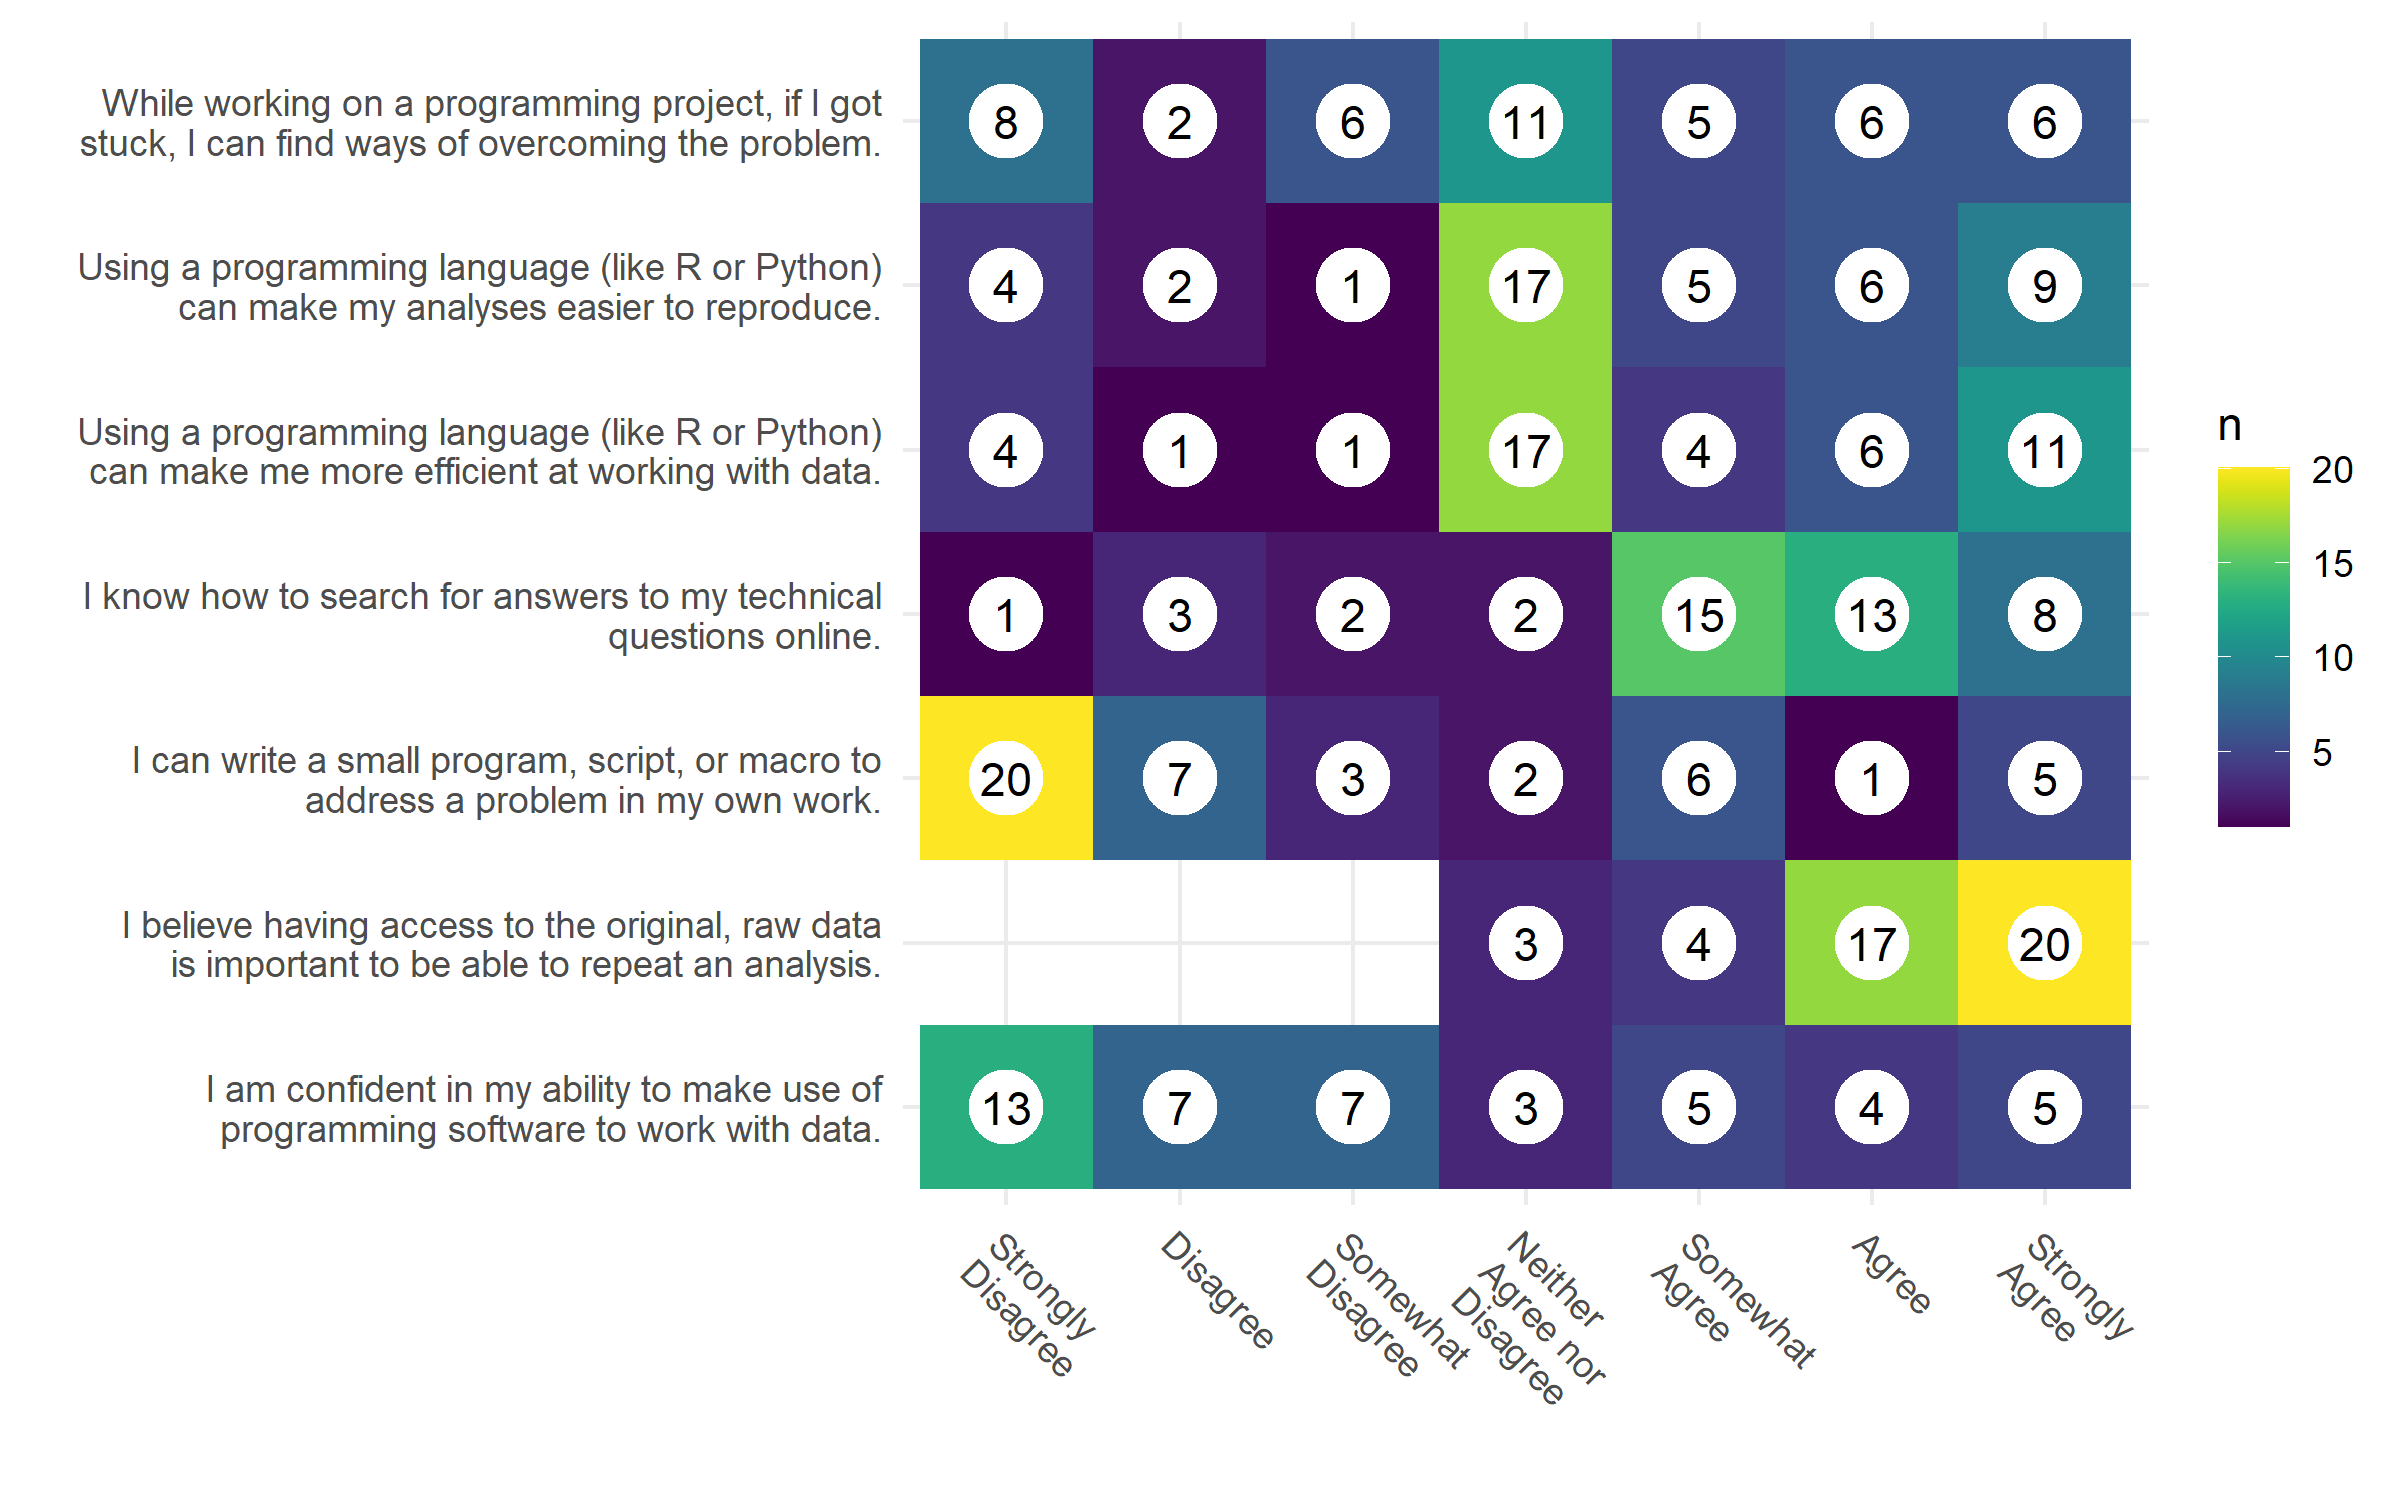 While working on a programming project, if I got
stuck, I can find ways of overcoming the problem.
8 2 6 11 5 6 6
Using a programming language (like R or Python)
can make my analyses easier to reproduce.
4 2 1 17 5 6 9
Using a programming language (like R or Python)
can make me more efficient at working with data.
4 1 1 17 4 6 11
I know how to search for answers to my technical
questions online.
1 3 2 2 15 13 8
I can write a small program, script, or macro to
address a problem in my own work.
20 7 3 2 6 1 5
I believe having access to the original, raw data
is important to be able to repeat an analysis.
3 4 17 20
I am confident in my ability to make use of
programming software to work with data.
13 7 7 3 5 4 5
Strongly
Disagree
Disagree
Somewhat
Disagree
Neither
Agree nor
Disagree
Somewhat
Agree
Agree
Strongly
Agree
n
20
15
10
5